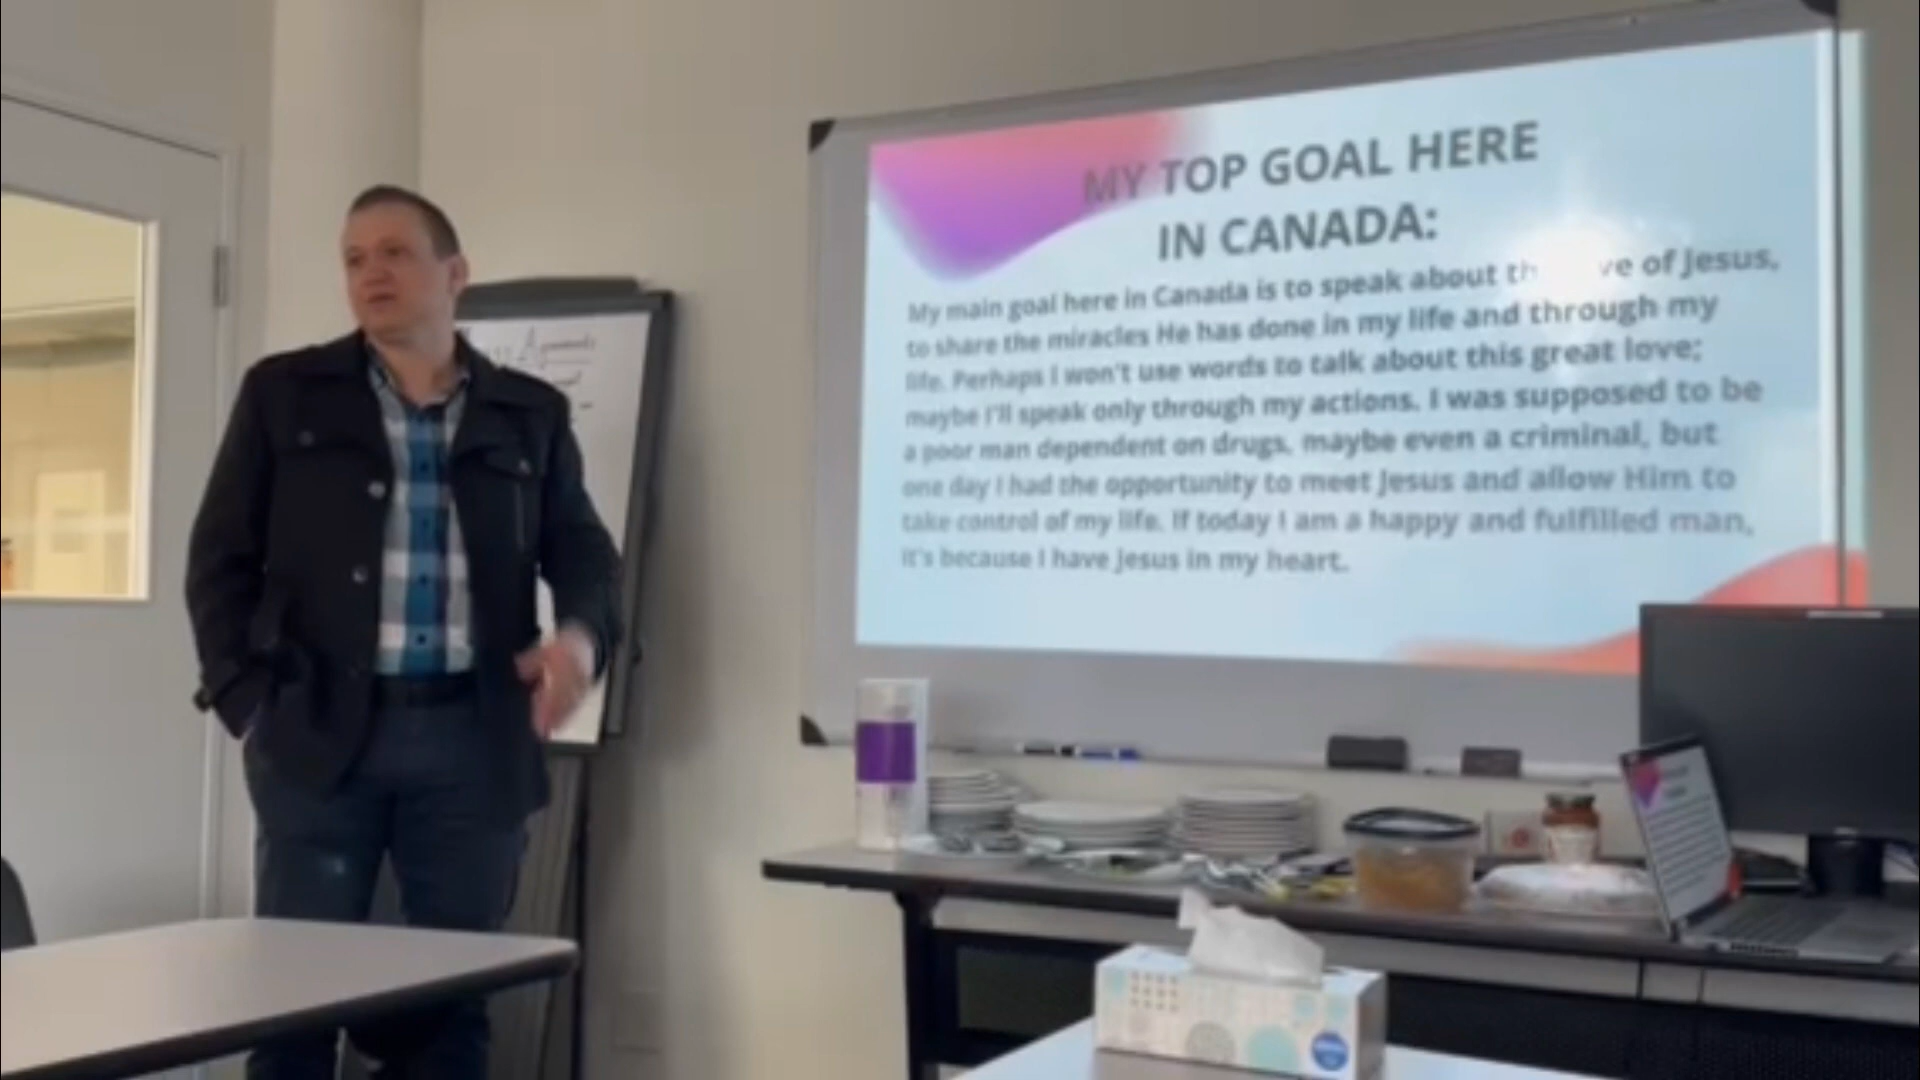 MY TOP GOAL HERE
IN CANADA:
My main goal here in Canada is to speak about of Jesus,
to share the miracles He has done in my life and through my
life. Perhaps I won't use words to talk about this great love;
maybe I'll speak only through my actions. I was supposed to be
a poor man dependent on drugs, maybe even a criminal, but
one day I had the opportunity to meet Jesus and allow Him to
take control of my life. If today I am a happy and fulfilled man,
it's because I have Jesus in my heart.